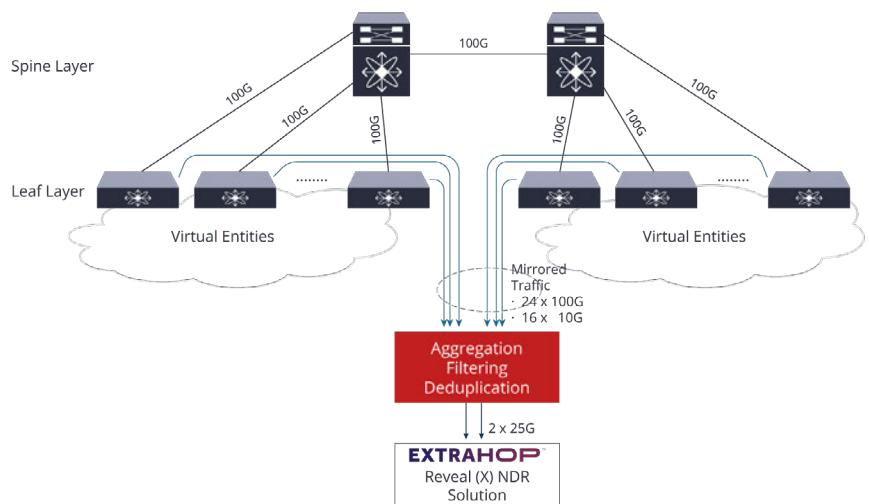 Spine Layer
100G
100G
100G
100G
100G
100G
100G
Leaf Layer
........
........
Virtual Entities
Virtual Entities
Mirrored
Traffic
· 24 x 100G
· 16 x 10G
Aggregation
Filtering
Deduplication
2 x 25G
EXTRAHOP™
Reveal (X) NDR
Solution